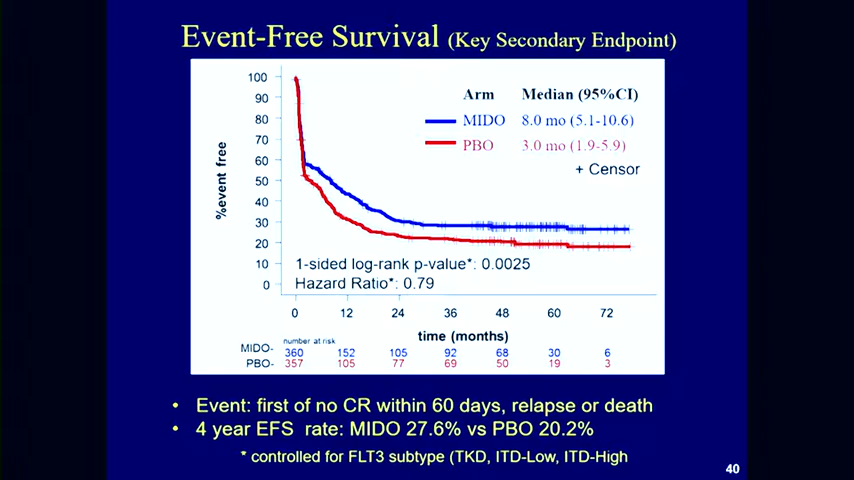 Event-Free Survival (Key Secondary Endpoint)
Arm Median (95%CI)
MIDO 8.0 mo (5.1-10.6)
PBO 3.0 mo (1.9-5.9)
+ Censor
%event free
100
90
80
70
60
50
40
30
20
10
0
1-sided log-rank p-value*: 0.0025
Hazard Ratio*: 0.79
0 12 24 36 48 60 72
time (months)
number at risk
MIDO- 360 152 105 92 68 30 6
PBO- 357 105 77 69 50 19 3
• Event: first of no CR within 60 days, relapse or death
• 4 year EFS rate: MIDO 27.6% vs PBO 20.2%
* controlled for FLT3 subtype (TKD, ITD-Low, ITD-High
40